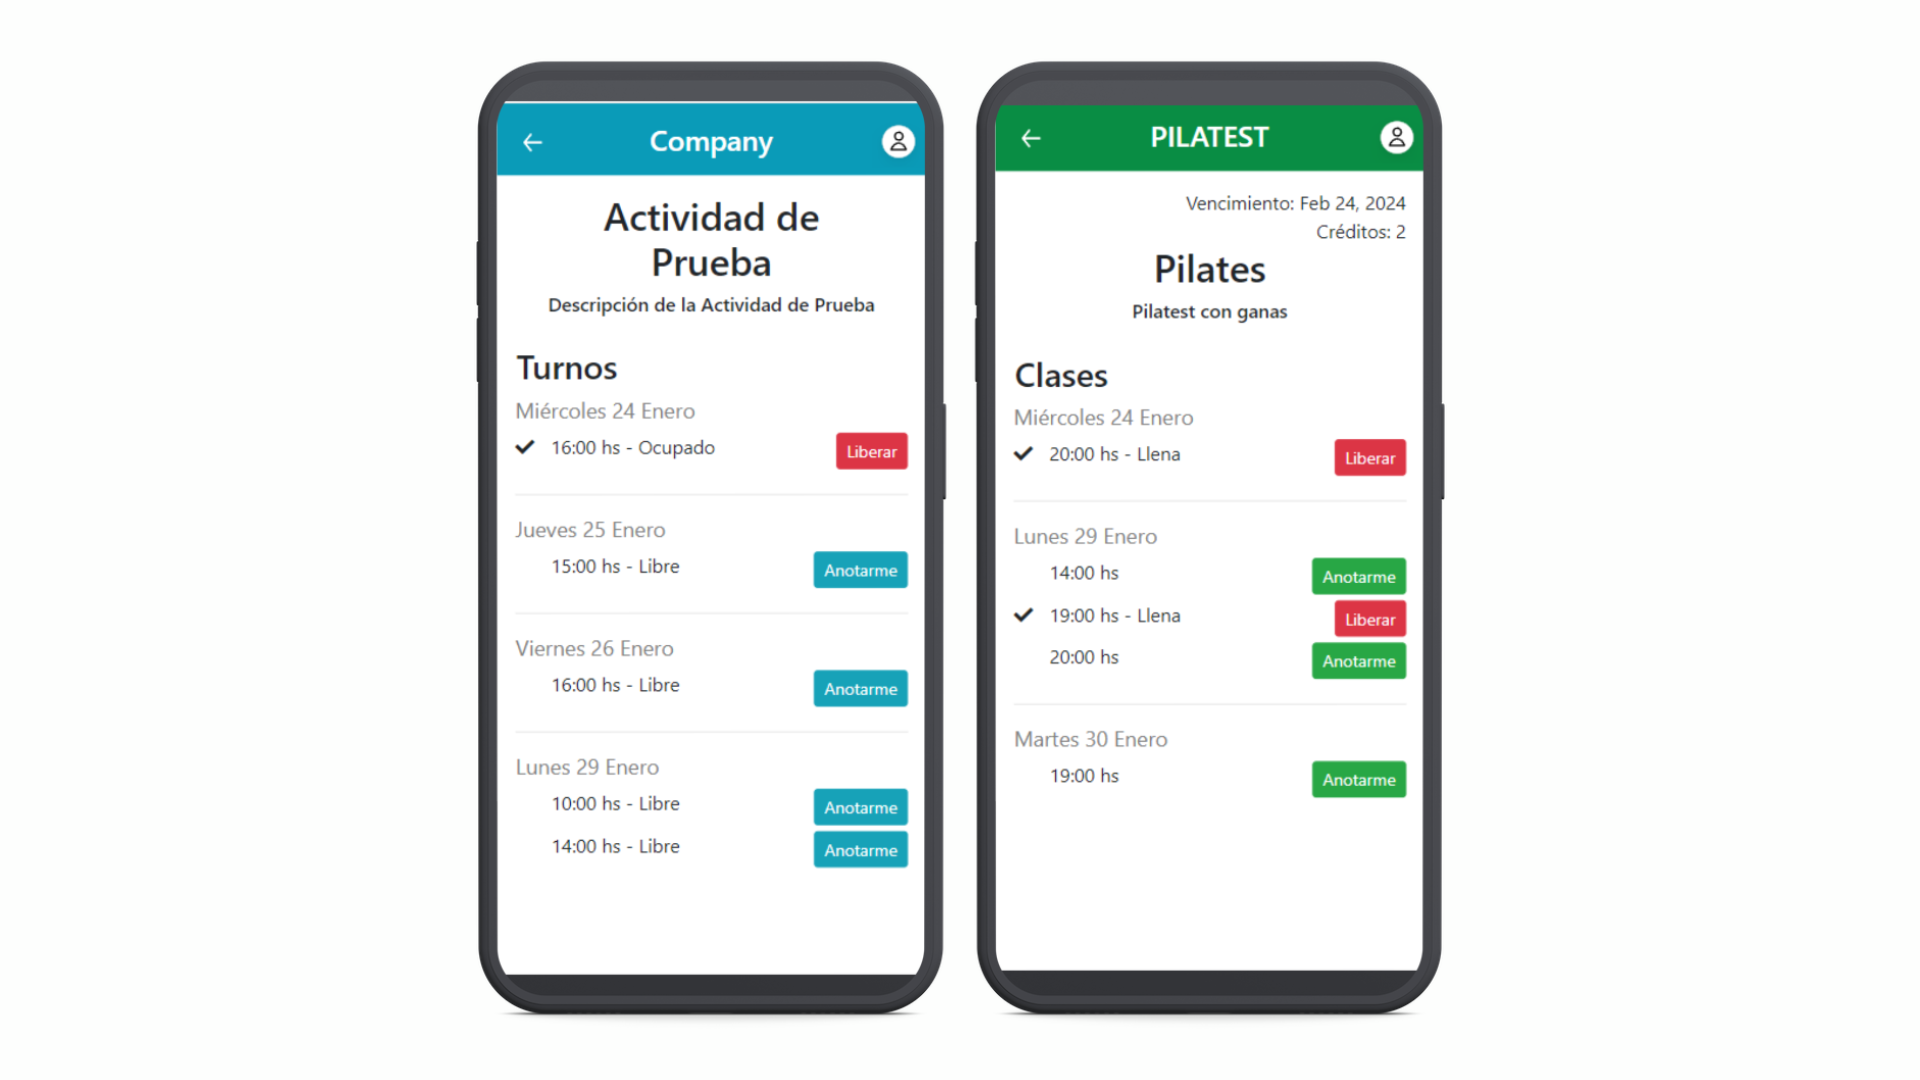 Company
Actividad de
Prueba
Descripción de la Actividad de Prueba
Turnos
Miércoles 24 Enero
16:00 hs - Ocupado
Liberar
Jueves 25 Enero
15:00 hs - Libre
Anotarme
Viernes 26 Enero
16:00 hs - Libre
Anotarme
Lunes 29 Enero
10:00 hs - Libre
Anotarme
14:00 hs - Libre
Anotarme
PILATEST
Vencimiento: Feb 24, 2024
Créditos: 2
Pilates
Pilatest con ganas
Clases
Miércoles 24 Enero
20:00 hs - Llena
Liberar
Lunes 29 Enero
14:00 hs
Anotarme
19:00 hs - Llena
Liberar
20:00 hs
Anotarme
Martes 30 Enero
19:00 hs
Anotarme